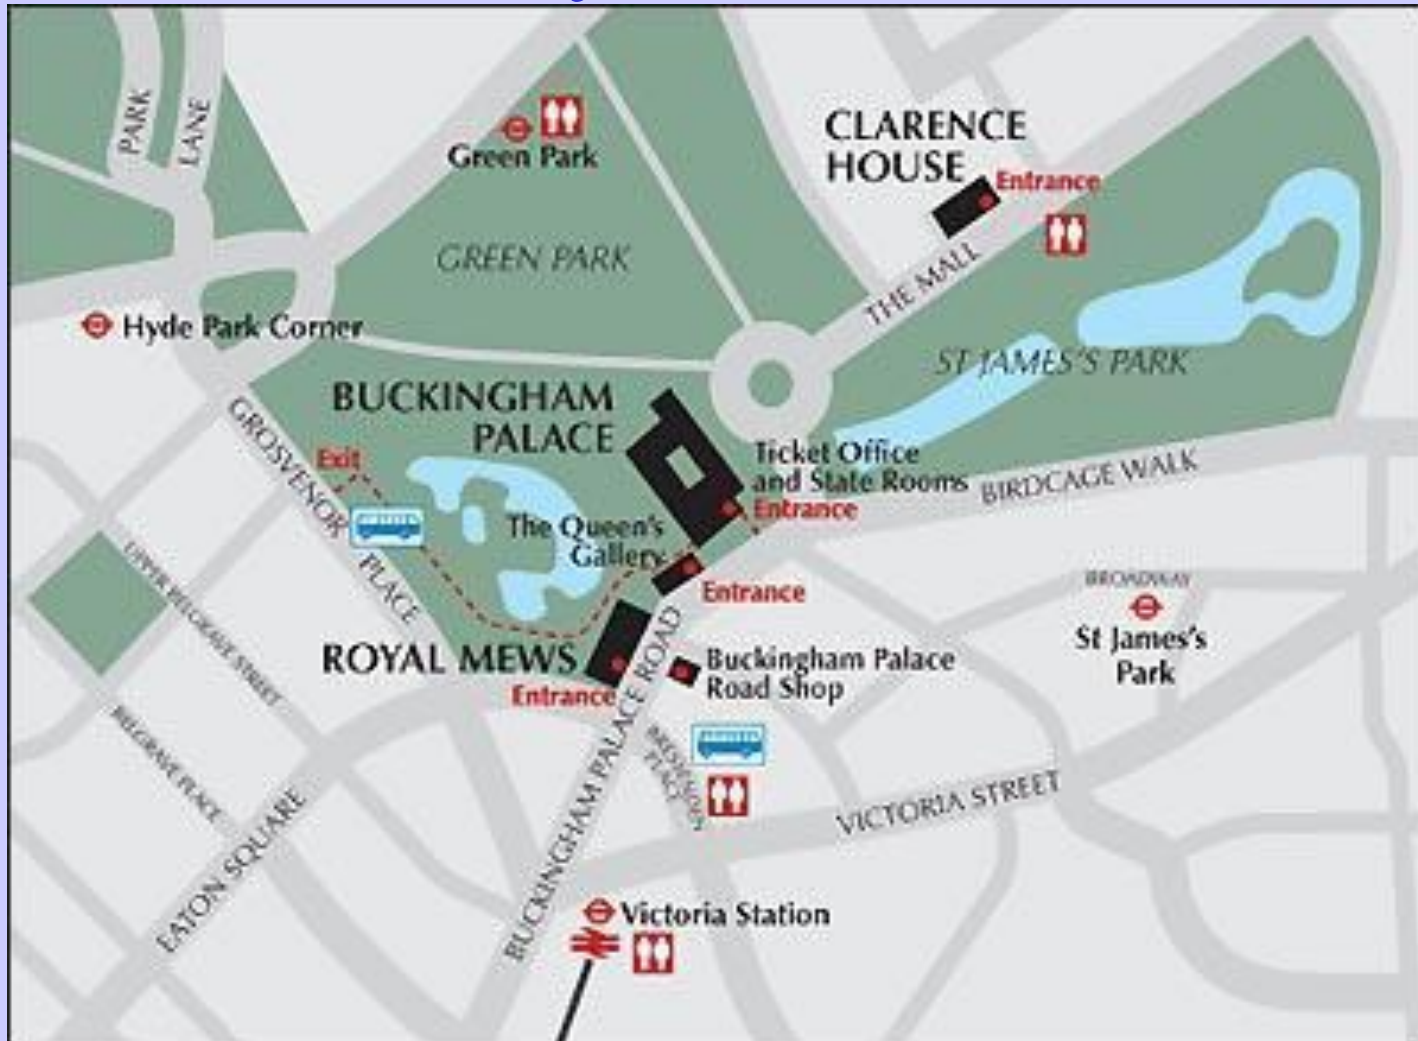 PARK
LANE
Green Park
CLARENCE
HOUSE
Entrance
GREEN PARK
THE MALL
Hyde Park Corner
ST JAMES'S PARK
BUCKINGHAM
PALACE
GROSVENOR PLACE
Exit
Ticket Office
and State Rooms
Entrance
BIRDCAGE WALK
The Queen's
Gallery
Entrance
UPPER BELGRAVE STREET
BROADWAY
St James's
Park
ROYAL MEWS
Entrance
Buckingham Palace
Road Shop
BUCKINGHAM PALACE ROAD
BELGRAVE PLACE
EATON SQUARE
PLACE
VICTORIA STREET
Victoria Station